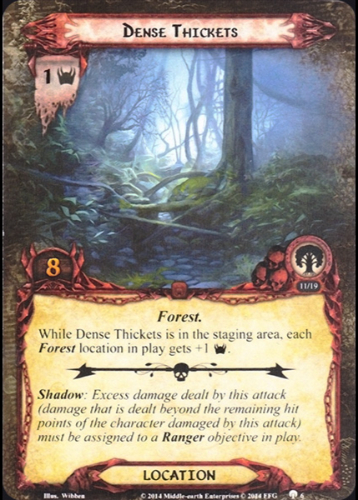 DENSE THICKETS
1
8
11/19
Forest.
While Dense Thickets is in the staging area, each
Forest location in play gets +1
Shadow: Excess damage dealt by this attack
(damage that is dealt beyond the remaining hit
points of the character damaged by this attack)
must be assigned to a Ranger objective in play.
LOCATION
Illus. Wibben
© 2014 Middle-earth Enterprises © 2014 FFG
6